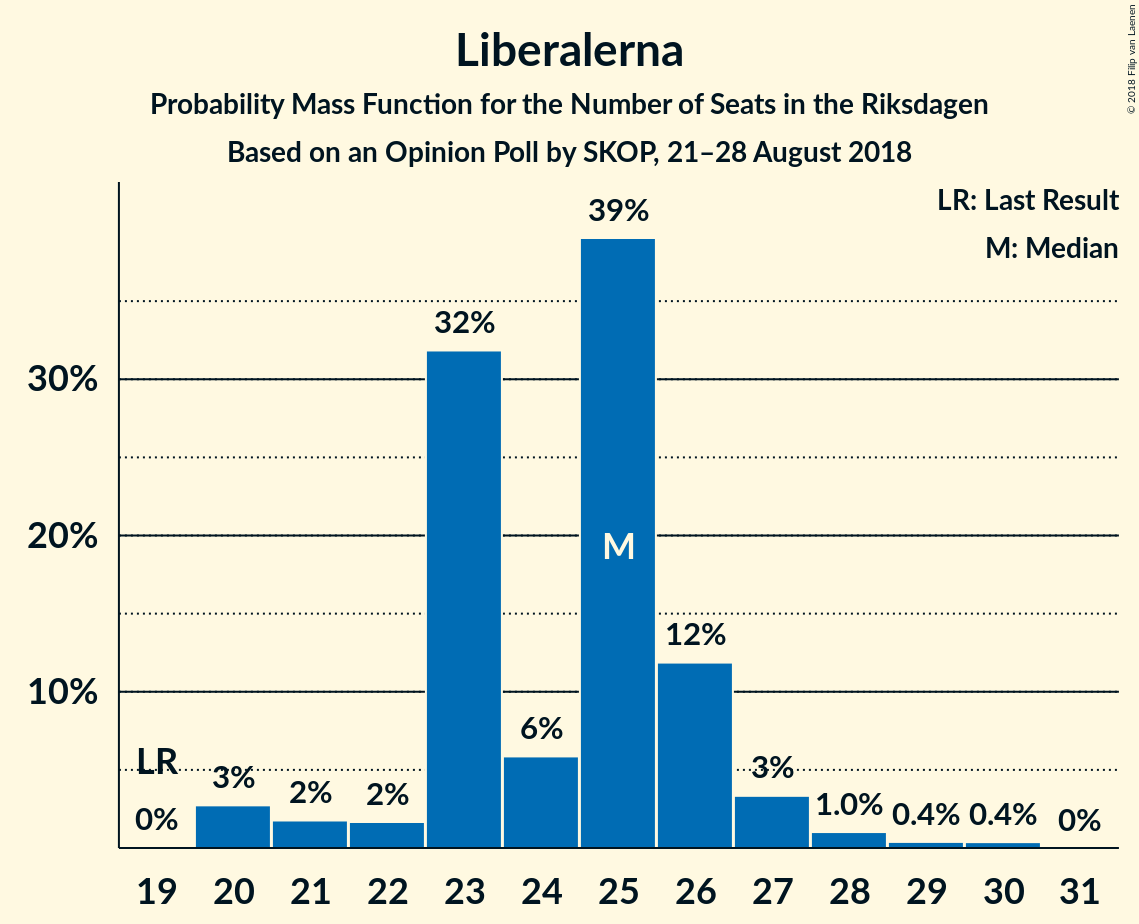 Liberalerna
Probability Mass Function for the Number of Seats in the Riksdagen
Based on an Opinion Poll by SKOP, 21–28 August 2018
© 2018 Filip van Laenen
LR: Last Result
M: Median
39%
32%
30%
20%
M
12%
10%
6%
LR
3%
3%
2%
2%
1.0%
0.4%
0.4%
0%
0%
19 20 21 22 23 24 25 26 27 28 29 30 31